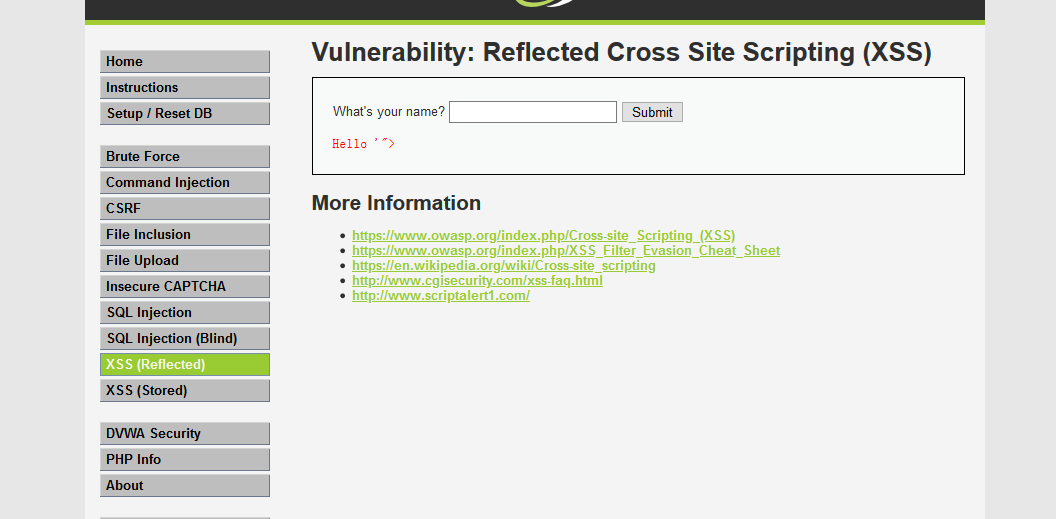 Home
Instructions
Setup / Reset DB
Brute Force
Command Injection
CSRF
File Inclusion
File Upload
Insecure CAPTCHA
SQL Injection
SQL Injection (Blind)
XSS (Reflected)
XSS (Stored)
DVWA Security
PHP Info
About
Vulnerability: Reflected Cross Site Scripting (XSS)
What's your name? Submit
Hello '">
More Information
https://www.owasp.org/index.php/Cross-site_Scripting_(XSS)
https://www.owasp.org/index.php/XSS_Filter_Evasion_Cheat_Sheet
https://en.wikipedia.org/wiki/Cross-site_scripting
http://www.cgisecurity.com/xss-faq.html
http://www.scriptalert1.com/